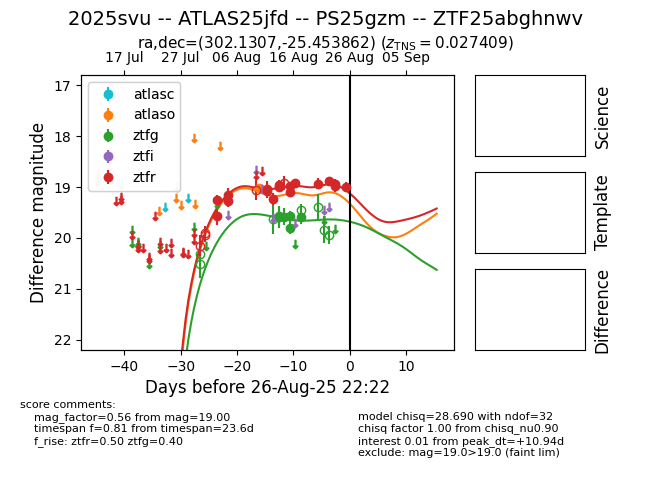 2025svu -- ATLAS25jfd -- PS25gzm -- ZTF25abghnwv
ra,dec=(302.1307,-25.453862) (z_TNS = 0.027409)
17 Jul 27 Jul 06 Aug 16 Aug 26 Aug 05 Sep
atlasc
atlaso
ztfg
ztfi
ztfr
17
18
19
20
21
22
Difference magnitude
−40 −30 −20 −10 0 10
Days before 26-Aug-25 22:22
Science
Template
Difference
score comments:
mag_factor=0.56 from mag=19.00
timespan f=0.81 from timespan=23.6d
f_rise: ztfr=0.50 ztfg=0.40
model chisq=28.690 with ndof=32
chisq factor 1.00 from chisq_nu0.90
interest 0.01 from peak_dt=+10.94d
exclude: mag=19.0>19.0 (faint lim)